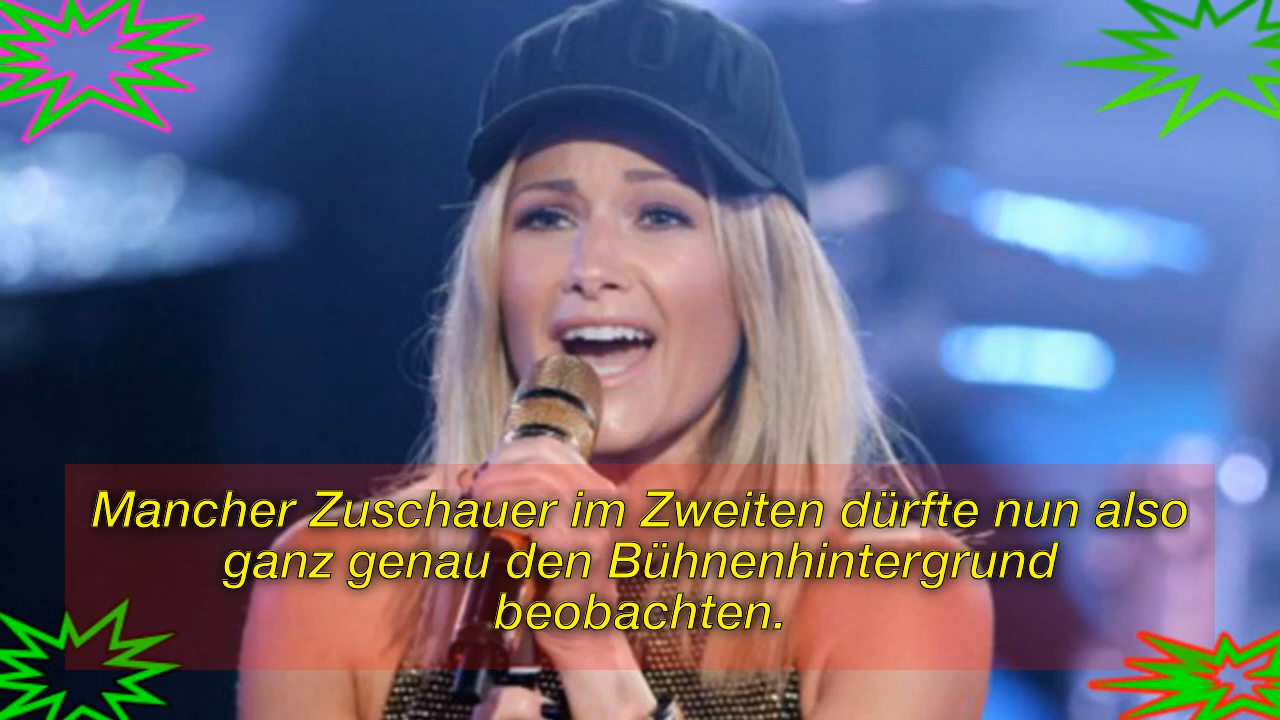 Mancher Zuschauer im Zweiten dürfte nun also
ganz genau den Bühnenhintergrund
beobachten.